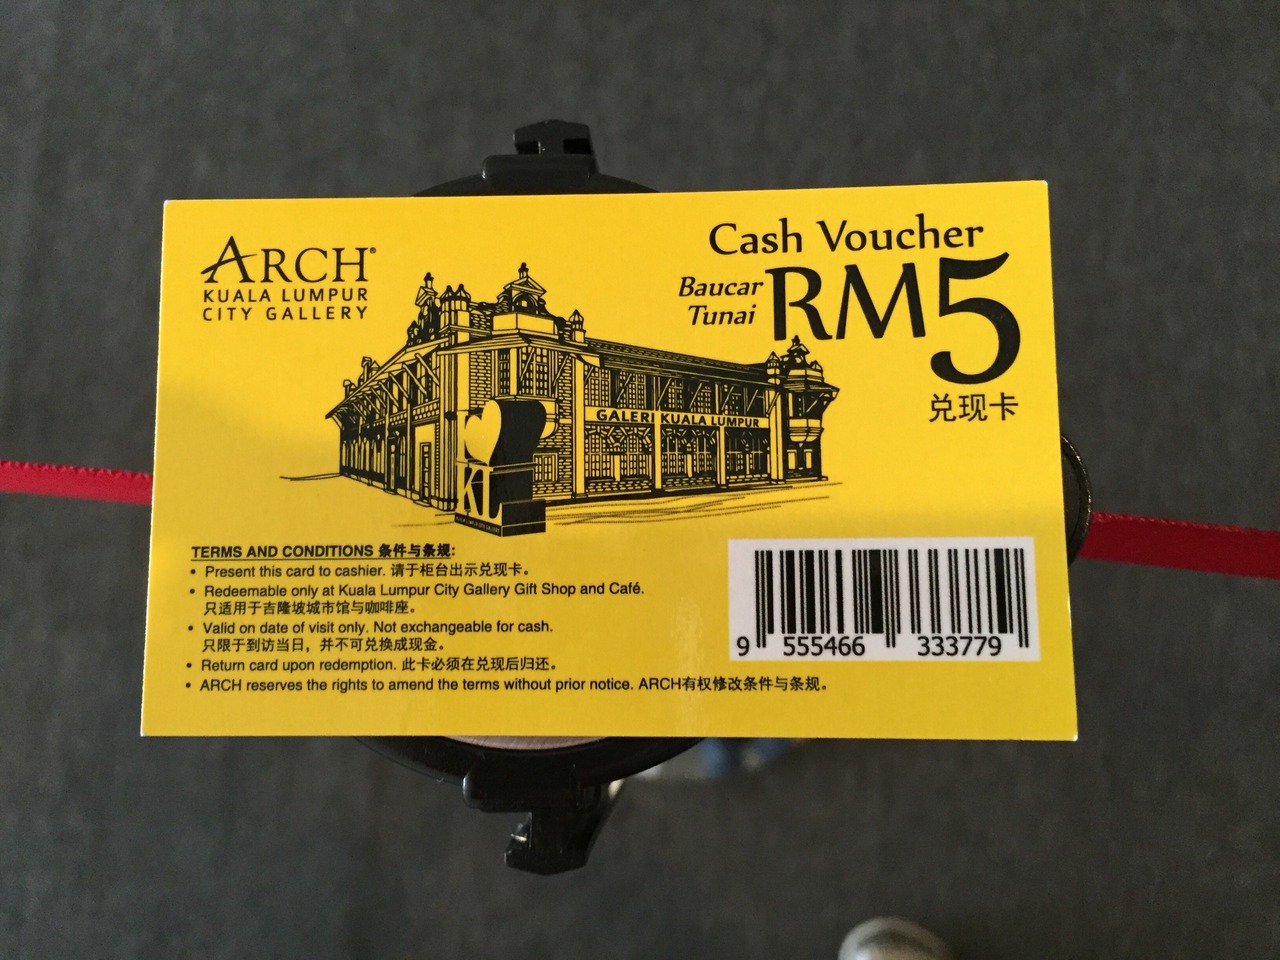 ARCH®
KUALA LUMPUR
CITY GALLERY
Cash Voucher
Baucar
Tunai
RM5
兑现卡
GALERI KUALA LUMPUR
KL
KUALA LUMPUR CITY GALLERY
TERMS AND CONDITIONS 条件与条规:
• Present this card to cashier. 请于柜台出示兑现卡。
• Redeemable only at Kuala Lumpur City Gallery Gift Shop and Café.
只适用于吉隆坡城市馆与咖啡座。
• Valid on date of visit only. Not exchangeable for cash.
只限于到访当日，并不可兑换成现金。
• Return card upon redemption. 此卡必须在兑现后归还。
• ARCH reserves the rights to amend the terms without prior notice. ARCH有权修改条件与条规。
9 555466 333779